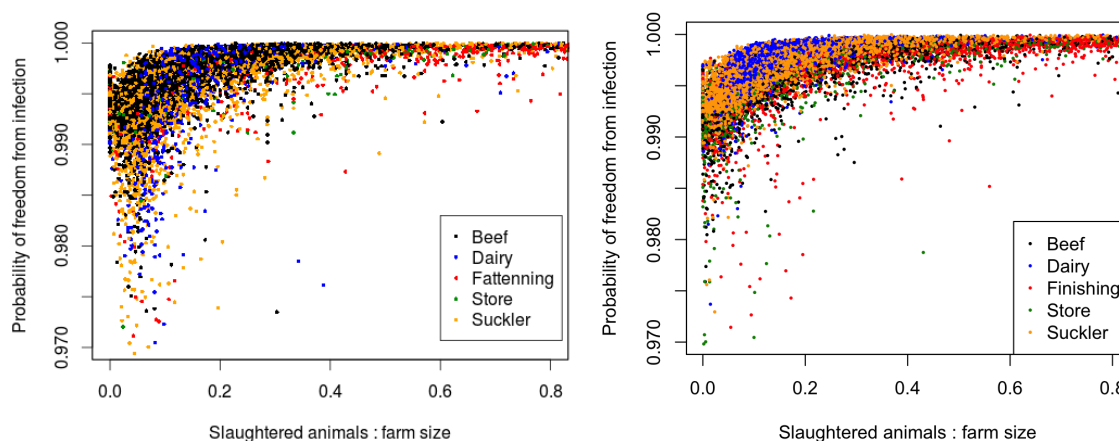 Probability of freedom from infection
1.000
0.990
0.980
0.970
0.0
0.2
0.4
0.6
0.8
Slaughtered animals : farm size
Beef
Dairy
Fattenning
Store
Suckler
Probability of freedom from infection
1.000
0.990
0.980
0.970
0.0
0.2
0.4
0.6
0.8
Slaughtered animals : farm size
Beef
Dairy
Finishing
Store
Suckler